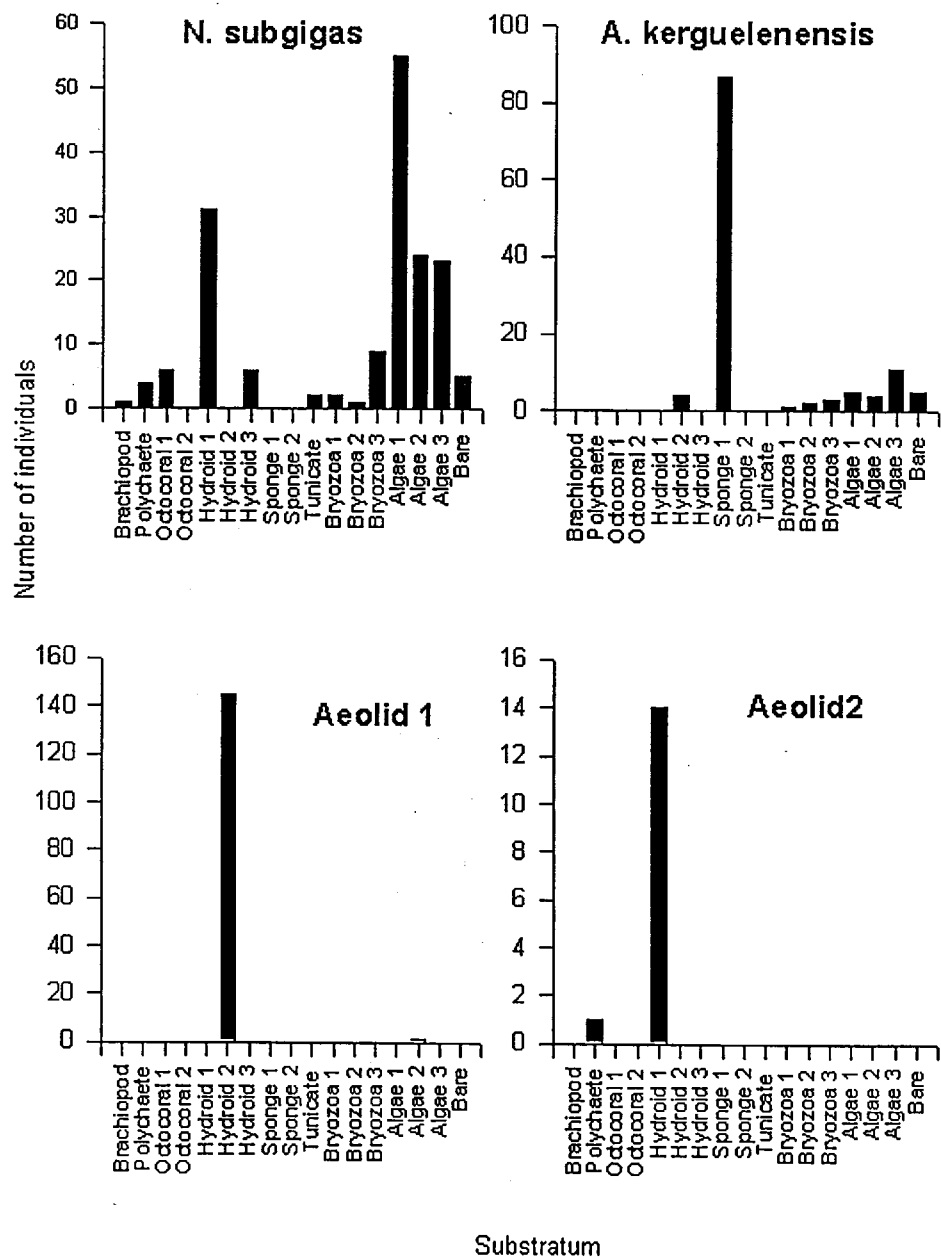 N. subgigas
60
50
40
30
20
10
0
Brachiopod
Polychaete
Octocoral 1
Octocoral 2
Hydroid 1
Hydroid 2
Hydroid 3
Sponge 1
Sponge 2
Tunicate
Bryozoa 1
Bryozoa 2
Bryozoa 3
Algae 1
Algae 2
Algae 3
Bare
A. kerguelenensis
100
80
60
40
20
0
Brachiopod
Polychaete
Octocoral 1
Octocoral 2
Hydroid 1
Hydroid 2
Hydroid 3
Sponge 1
Sponge 2
Tunicate
Bryozoa 1
Bryozoa 2
Bryozoa 3
Algae 1
Algae 2
Algae 3
Bare
Number of individuals
Aeolid 1
160
140
120
100
80
60
40
20
0
Brachiopod
Polychaete
Octocoral 1
Octocoral 2
Hydroid 1
Hydroid 2
Hydroid 3
Sponge 1
Sponge 2
Tunicate
Bryozoa 1
Bryozoa 2
Bryozoa 3
Algae 1
Algae 2
Algae 3
Bare
Aeolid2
16
14
12
10
8
6
4
2
0
Brachiopod
Polychaete
Octocoral 1
Octocoral 2
Hydroid 1
Hydroid 2
Hydroid 3
Sponge 1
Sponge 2
Tunicate
Bryozoa 1
Bryozoa 2
Bryozoa 3
Algae 1
Algae 2
Algae 3
Bare
Substratum